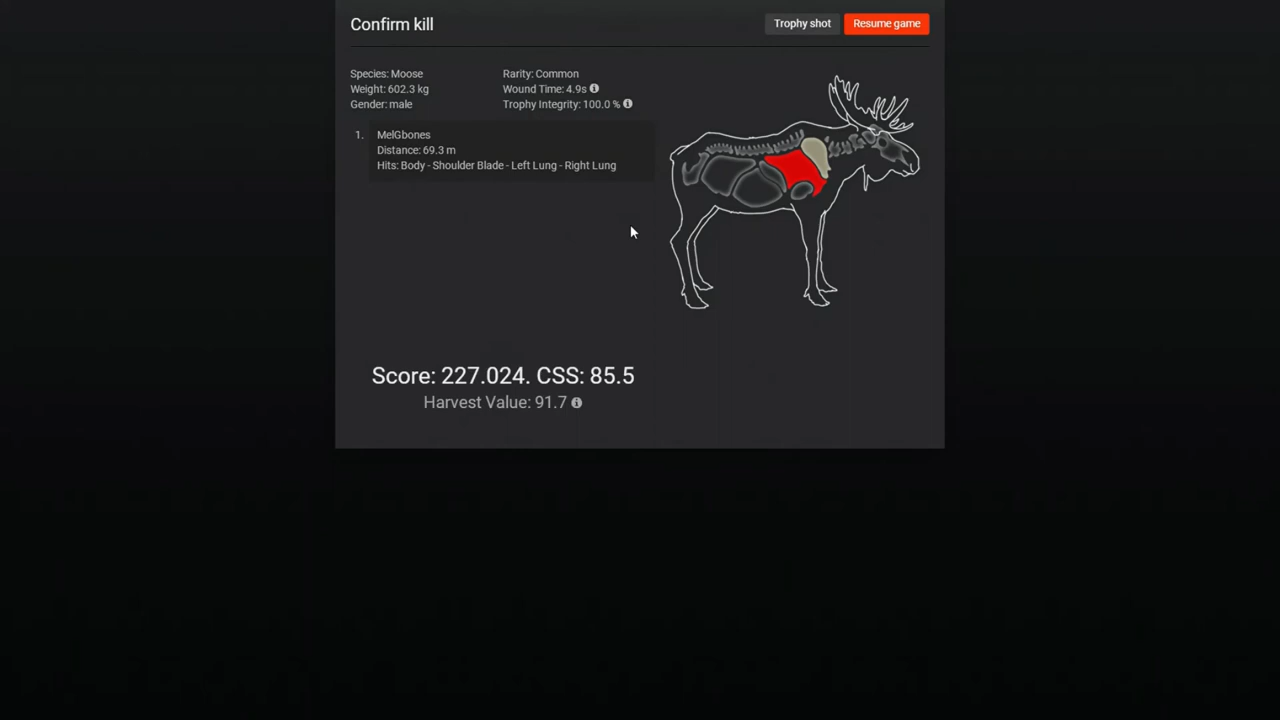 Confirm kill
Trophy shot
Resume game
Species: Moose
Weight: 602.3 kg
Gender: male
Rarity: Common
Wound Time: 4.9s
Trophy Integrity: 100.0 %
1. MelGbones
Distance: 69.3 m
Hits: Body - Shoulder Blade - Left Lung - Right Lung
Score: 227.024. CSS: 85.5
Harvest Value: 91.7